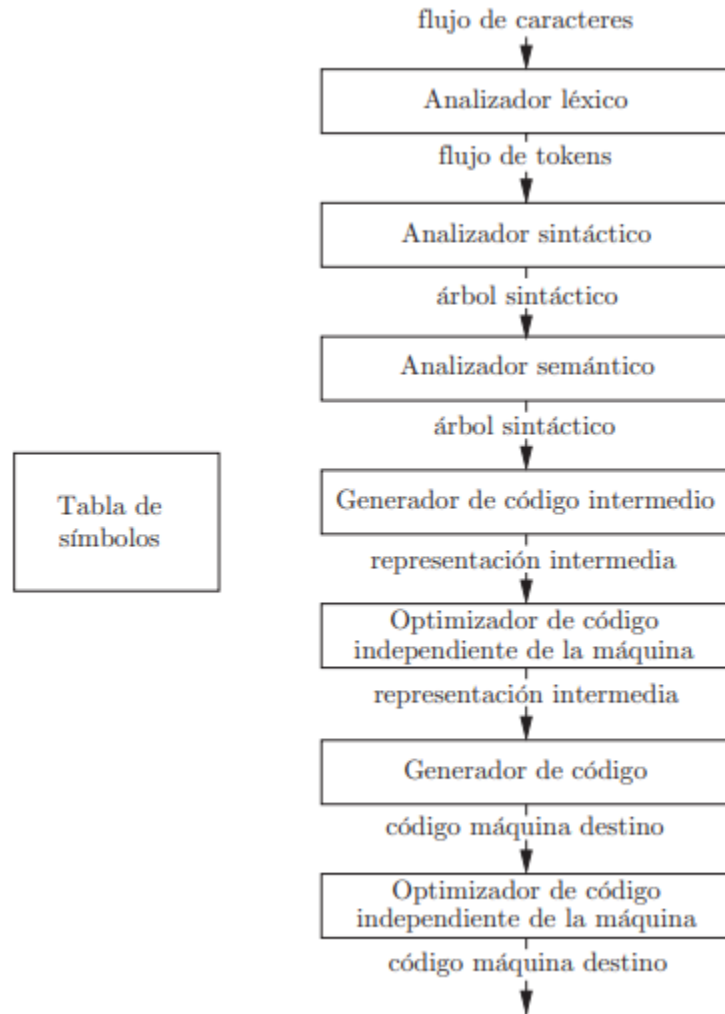 flujo de caracteres
Analizador léxico
flujo de tokens
Analizador sintáctico
árbol sintáctico
Analizador semántico
árbol sintáctico
Tabla de
símbolos
Generador de código intermedio
representación intermedia
Optimizador de código
independiente de la máquina
representación intermedia
Generador de código
código máquina destino
Optimizador de código
independiente de la máquina
código máquina destino